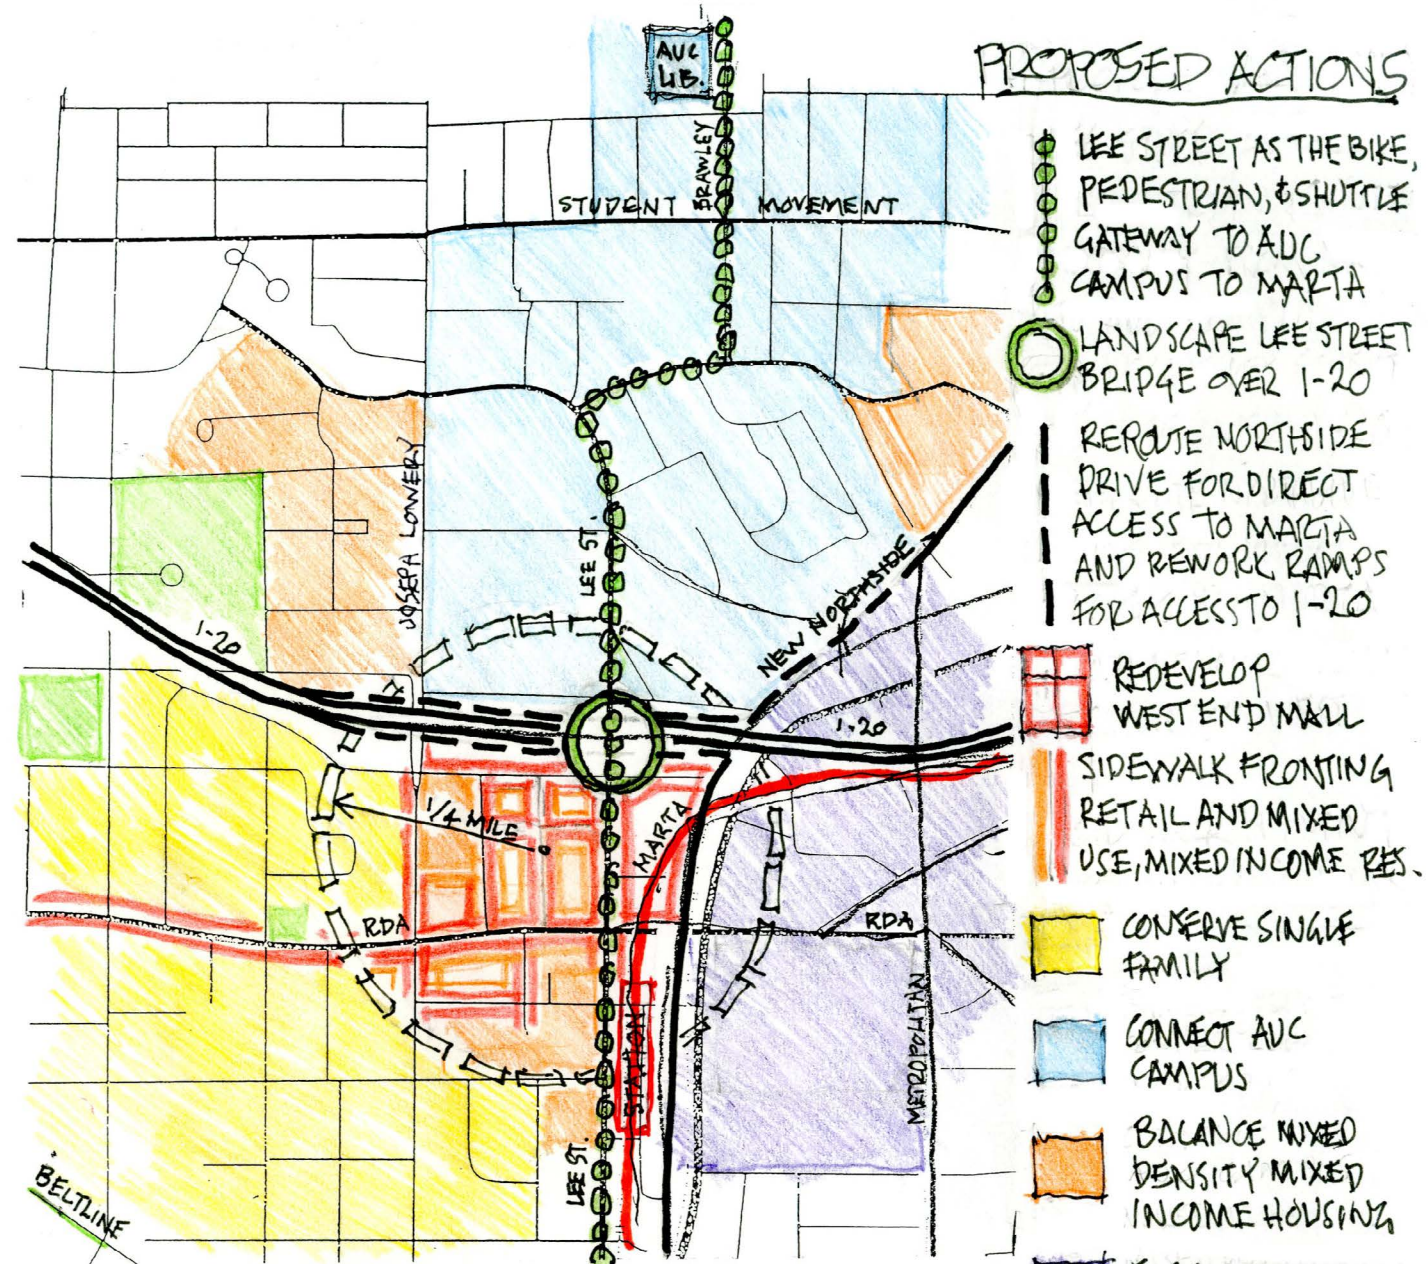 PROPOSED ACTIONS
LEE STREET AS THE BIKE,
PEDESTRIAN, & SHUTTLE
GATEWAY TO AUC
CAMPUS TO MARTA
LANDSCAPE LEE STREET
BRIDGE OVER I-20
REROUTE NORTHSIDE
DRIVE FOR DIRECT
ACCESS TO MARTA
AND REWORK RAMPS
FOR ACCESS TO I-20
REDEVELOP
WEST END MALL
SIDEWALK FRONTING
RETAIL AND MIXED
USE, MIXED INCOME RES.
CONSERVE SINGLE
FAMILY
CONNECT AUC
CAMPUS
BALANCE MIXED
DENSITY MIXED
INCOME HOUSING
AUC
LIB.
BRAWLEY
STUDENT MOVEMENT
JOSEPA LOWERY
LEE ST.
NEW NORTHSIDE
I-20
I-20
1/4 MILE
MARTA
RDA
RDA
STATION
METROPOLITAN
LEE ST.
BELTLINE